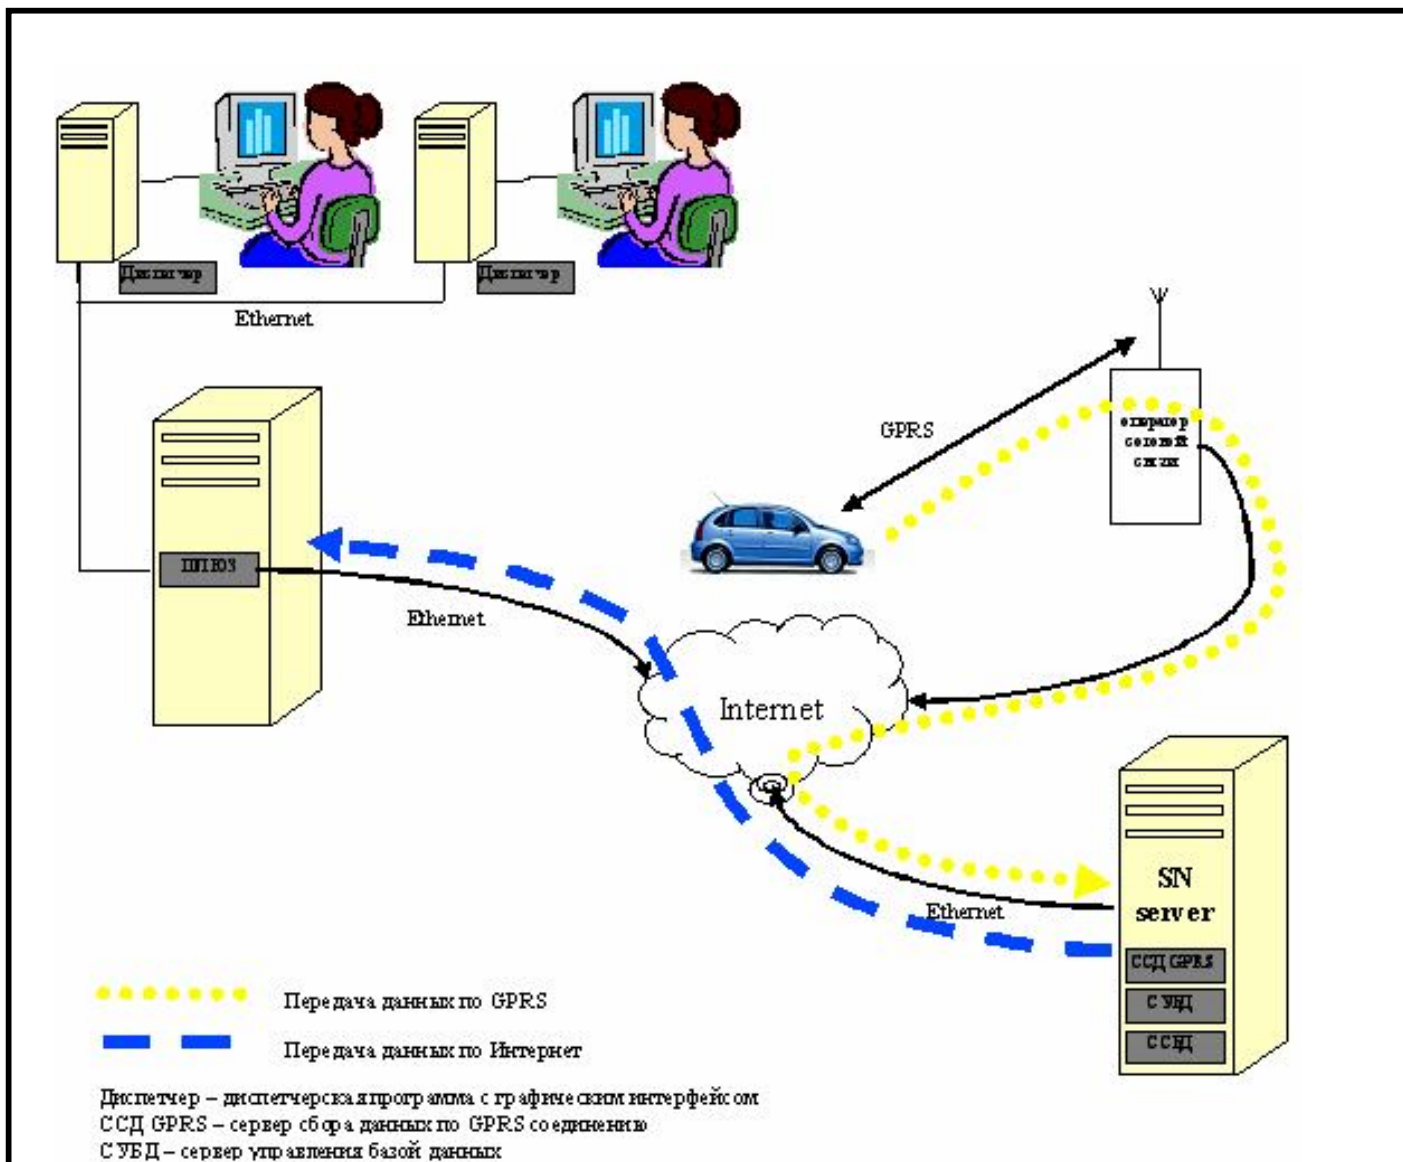 Диспетчер
Диспетчер
Ethernet
GPRS
оператор
сотовой
связи
ШЛЮЗ
Ethernet
Internet
SN
server
Ethernet
ССД GPRS
СУБД
ССБД
Передача данных по GPRS
Передача данных по Интернет
Диспетчер – диспетчерская программа с графическим интерфейсом
ССД GPRS – сервер сбора данных по GPRS соединению
СУБД – сервер управления базой данных